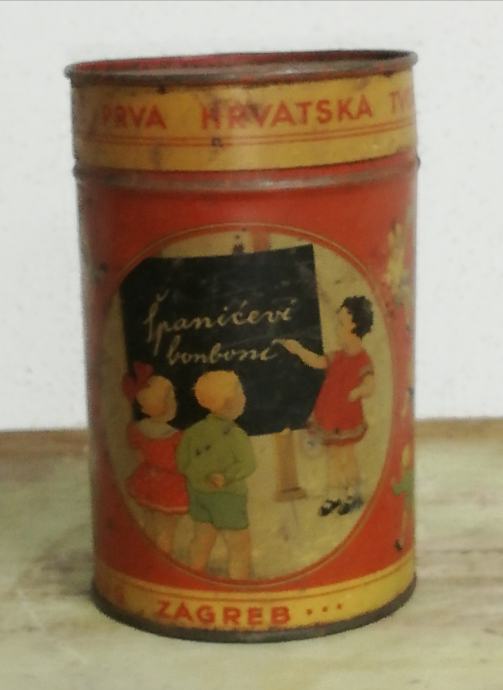 PRVA HRVATSKA
Španićevi
bonboni
ZAGREB ...